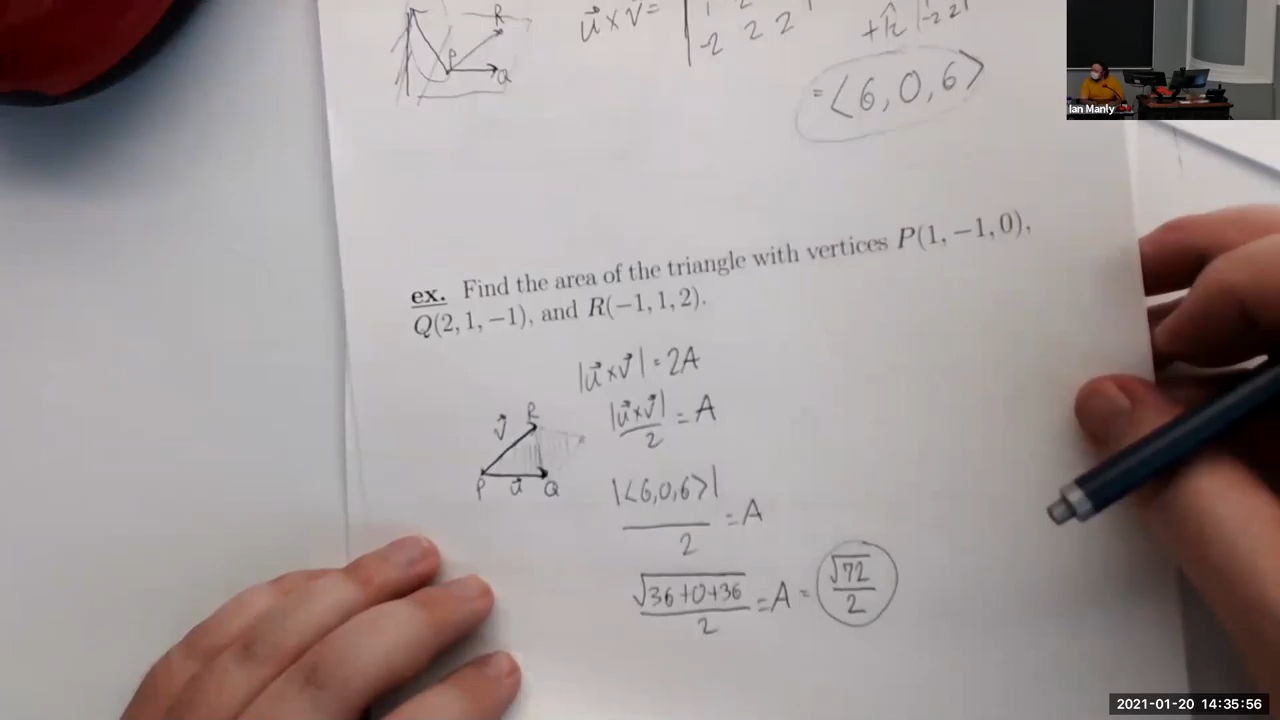 R
P
Q
u⃗ x v⃗ =
-2 2 2
+k̂ |-2 2|
= <6,0,6>
Ian Manly
ex. Find the area of the triangle with vertices P(1, −1, 0),
Q(2, 1, −1), and R(−1, 1, 2).
|u⃗ x v⃗| = 2A
|u⃗ x v⃗| / 2 = A
v⃗ R
P u⃗ Q
|<6,0,6>| / 2 = A
√36+0+36 / 2 = A = √72 / 2
2021-01-20 14:35:56